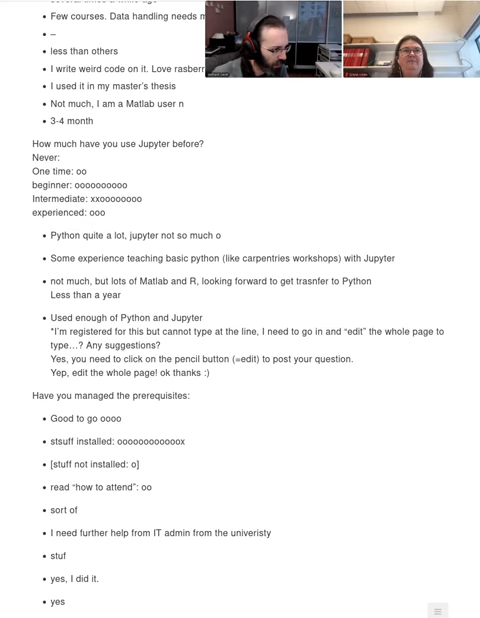 Few courses. Data handling needs m
–
less than others
I write weird code on it. Love rasberr
I used it in my master's thesis
Not much, I am a Matlab user n
3-4 month
How much have you use Jupyter before?
Never:
One time: oo
beginner: oooooooooo
Intermediate: xxoooooooo
experienced: ooo
Python quite a lot, jupyter not so much o
Some experience teaching basic python (like carpentries workshops) with Jupyter
not much, but lots of Matlab and R, looking forward to get trasnfer to Python
Less than a year
Used enough of Python and Jupyter
*I'm registered for this but cannot type at the line, I need to go in and “edit” the whole page to
type…? Any suggestions?
Yes, you need to click on the pencil button (=edit) to post your question.
Yep, edit the whole page! ok thanks :)
Have you managed the prerequisites:
Good to go oooo
stsuff installed: oooooooooooox
[stuff not installed: o]
read “how to attend”: oo
sort of
I need further help from IT admin from the univeristy
stuf
yes, I did it.
yes